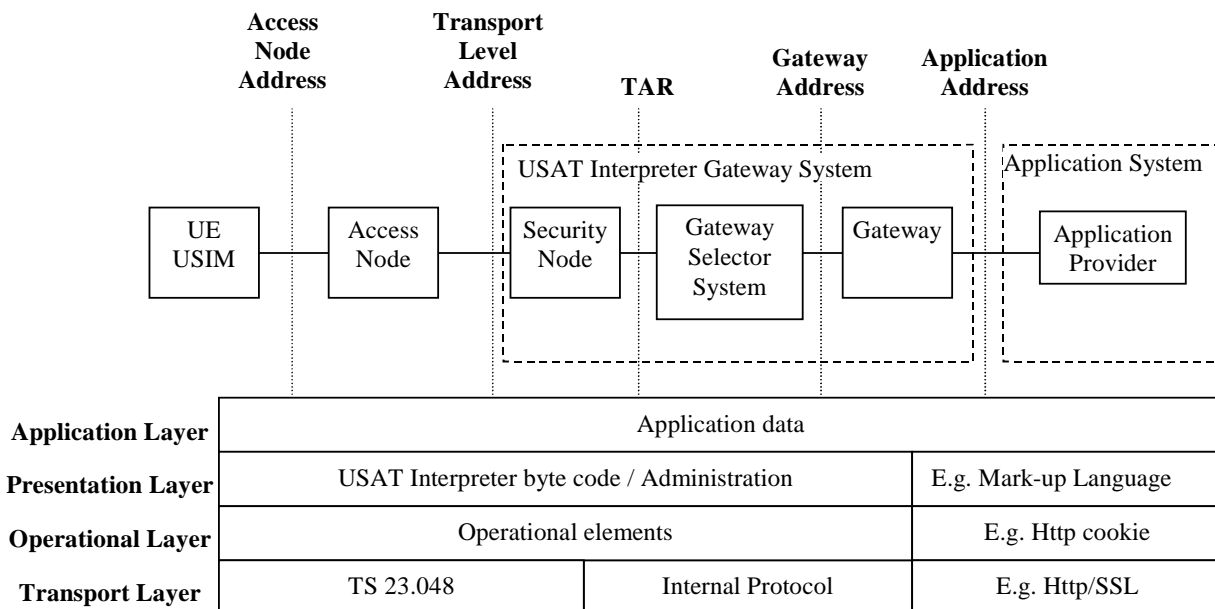 Access
Node
Address
Transport
Level
Address
TAR
Gateway
Address
Application
Address
USAT Interpreter Gateway System
Application System
UE
USIM
Access
Node
Security
Node
Gateway
Selector
System
Gateway
Application
Provider
Application Layer
Application data
Presentation Layer
USAT Interpreter byte code / Administration
E.g. Mark-up Language
Operational Layer
Operational elements
E.g. Http cookie
Transport Layer
TS 23.048
Internal Protocol
E.g. Http/SSL